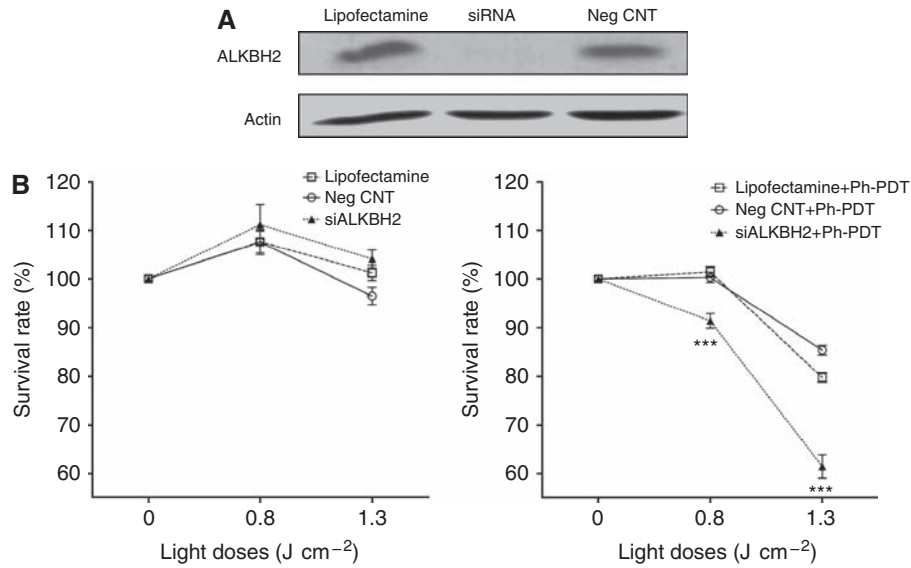 A
Lipofectamine siRNA Neg CNT
ALKBH2
Actin
B
120
110
100
90
80
70
60
Survival rate (%)
0 0.8 1.3
Light doses (J cm⁻²)
Lipofectamine
Neg CNT
siALKBH2
120
110
100
90
80
70
60
Survival rate (%)
0 0.8 1.3
Light doses (J cm⁻²)
Lipofectamine+Ph-PDT
Neg CNT+Ph-PDT
siALKBH2+Ph-PDT
***
***